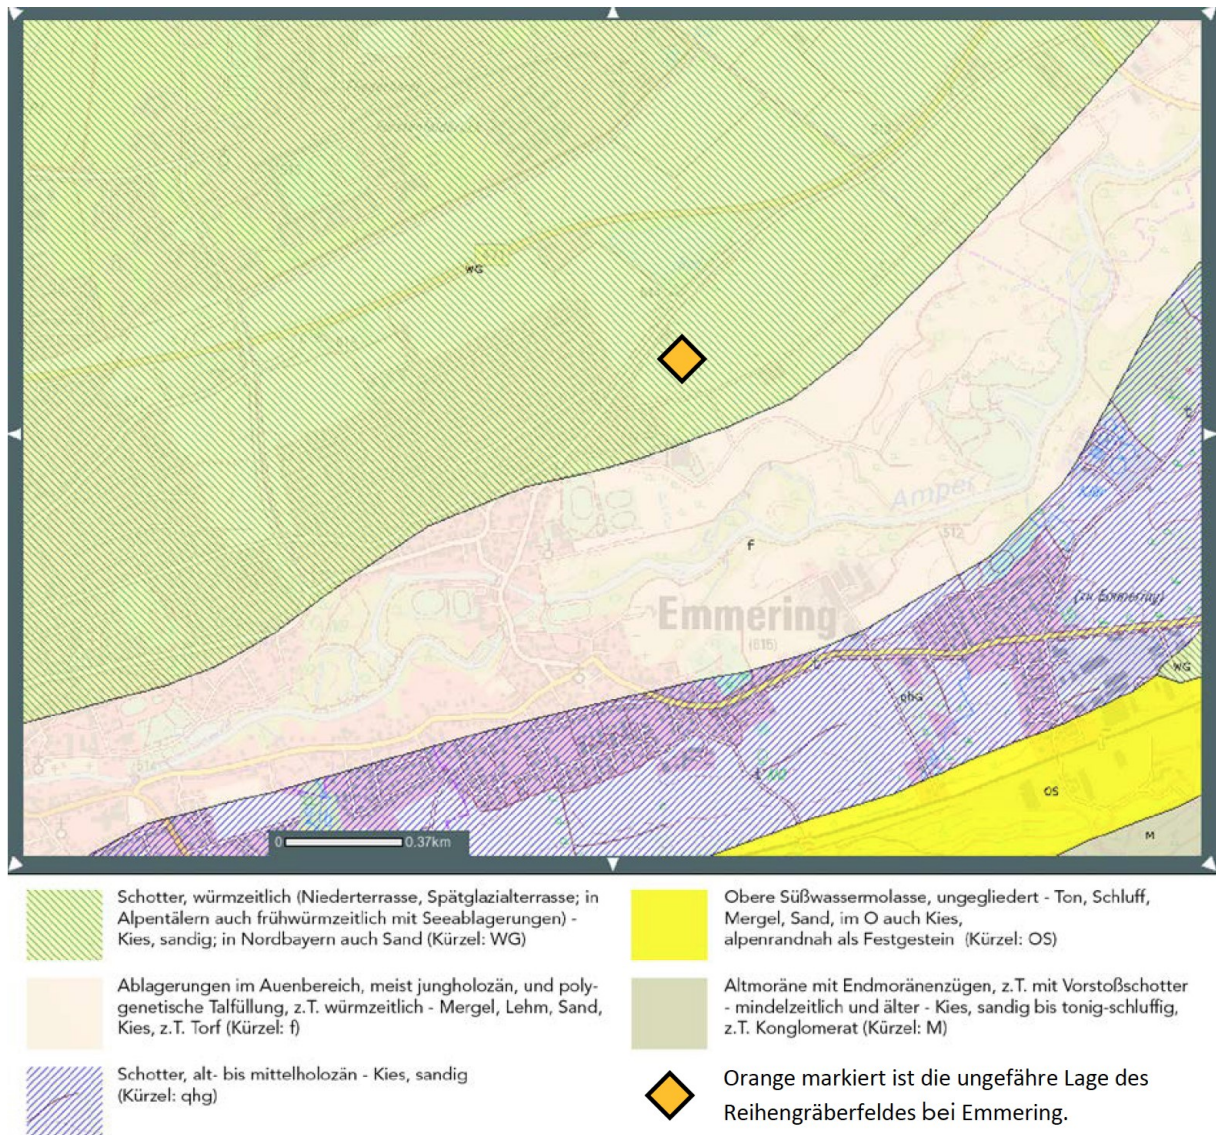 WG
Amper
512
f
Emmering
(zu Emmering)
(615)
WG
qhG
OS
M
0 0.37km
Schotter, würmzeitlich (Niederterrasse, Spätglazialterrasse; in
Alpentälern auch frühwürmzeitlich mit Seeablagerungen) -
Kies, sandig; in Nordbayern auch Sand (Kürzel: WG)
Ablagerungen im Auenbereich, meist jungholozän, und poly-
genetische Talfüllung, z.T. würmzeitlich - Mergel, Lehm, Sand,
Kies, z.T. Torf (Kürzel: f)
Schotter, alt- bis mittelholozän - Kies, sandig
(Kürzel: qhg)
Obere Süßwassermolasse, ungegliedert - Ton, Schluff,
Mergel, Sand, im O auch Kies,
alpenrandnah als Festgestein (Kürzel: OS)
Altmoräne mit Endmoränenzügen, z.T. mit Vorstoßschotter
- mindelzeitlich und älter - Kies, sandig bis tonig-schluffig,
z.T. Konglomerat (Kürzel: M)
Orange markiert ist die ungefähre Lage des
Reihengräberfeldes bei Emmering.